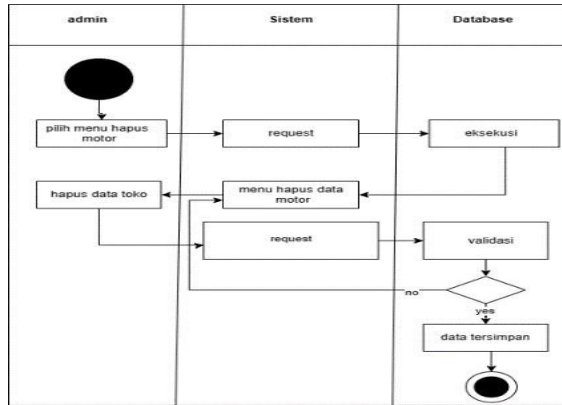 admin
Sistem
Database
pilih menu hapus
motor
request
eksekusi
hapus data toko
menu hapus data
motor
request
validasi
no
yes
data tersimpan